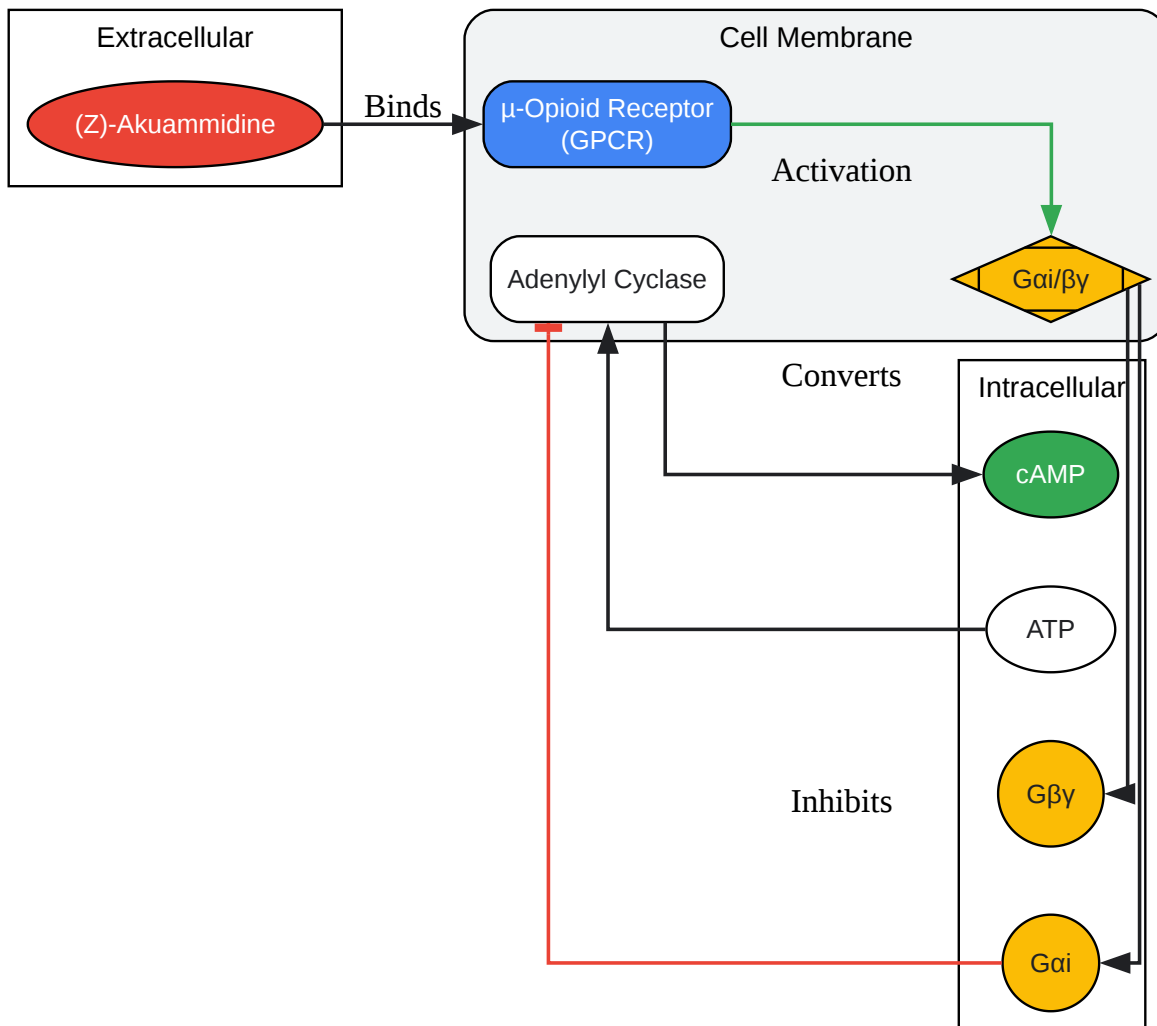 Extracellular
(Z)-Akuammidine
Binds
Cell Membrane
µ-Opioid Receptor
(GPCR)
Activation
Adenylyl Cyclase
Gαi/βγ
Converts
Intracellular
cAMP
ATP
Inhibits
Gβγ
Gαi